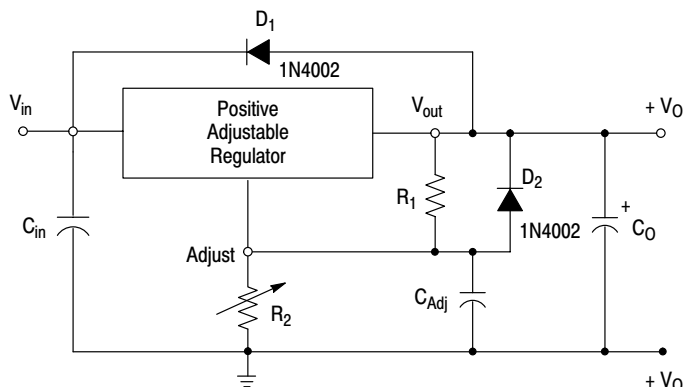 D1
1N4002
Vin
Positive
Adjustable
Regulator
Vout
+ VO
R1
D2
1N4002
+
CO
Cin
Adjust
R2
CAdj
+ VO